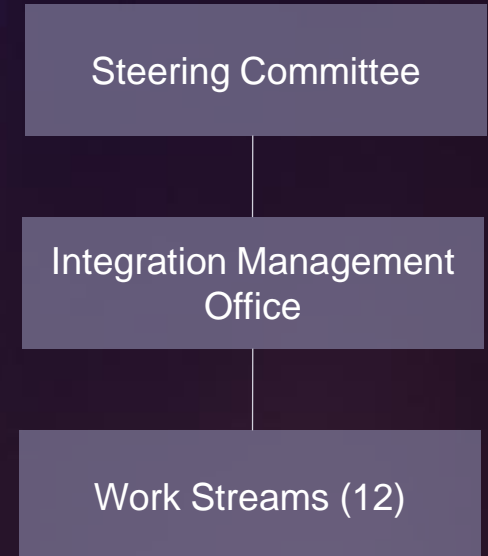 Steering Committee
Integration Management
Office
Work Streams (12)